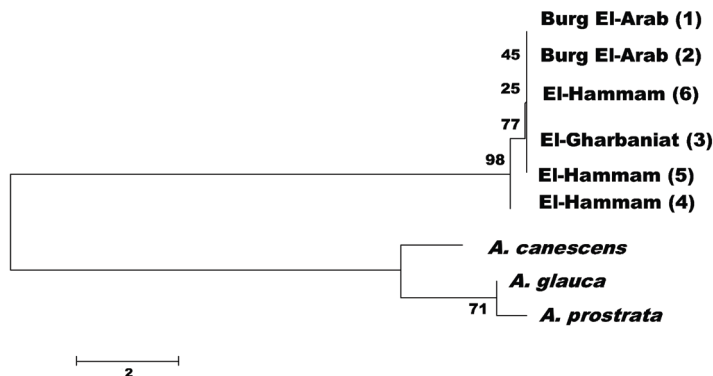 Burg El-Arab (1)
45
Burg El-Arab (2)
25
El-Hammam (6)
77
El-Gharbaniat (3)
98
El-Hammam (5)
El-Hammam (4)
A. canescens
A. glauca
71
A. prostrata
2